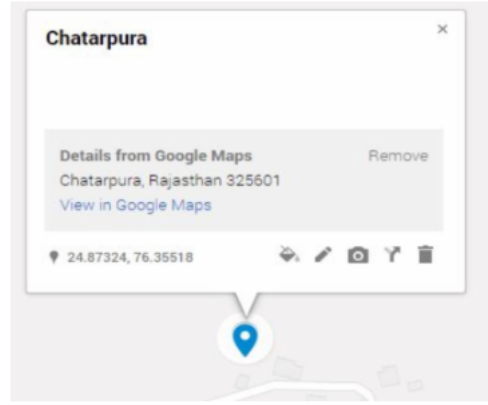 Chatarpura
Details from Google Maps Remove
Chatarpura, Rajasthan 325601
View in Google Maps
24.87324, 76.35518